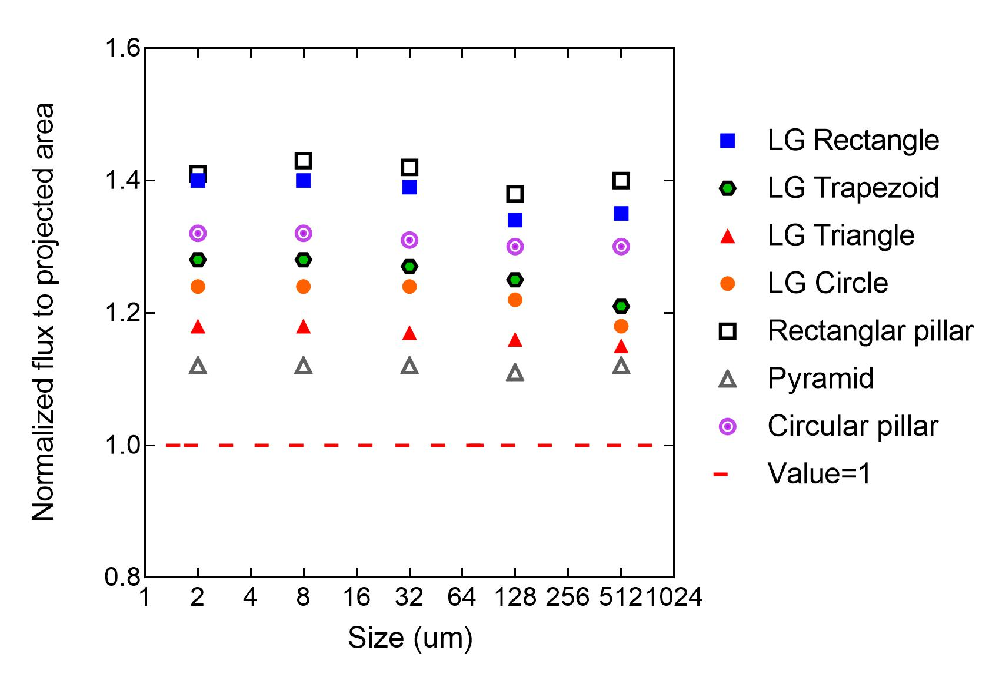 1.6
1.4
1.2
1.0
0.8
Normalized flux to projected area
1 2 4 8 16 32 64 128 256 512 1024
Size (um)
LG Rectangle
LG Trapezoid
LG Triangle
LG Circle
Rectanglar pillar
Pyramid
Circular pillar
Value=1